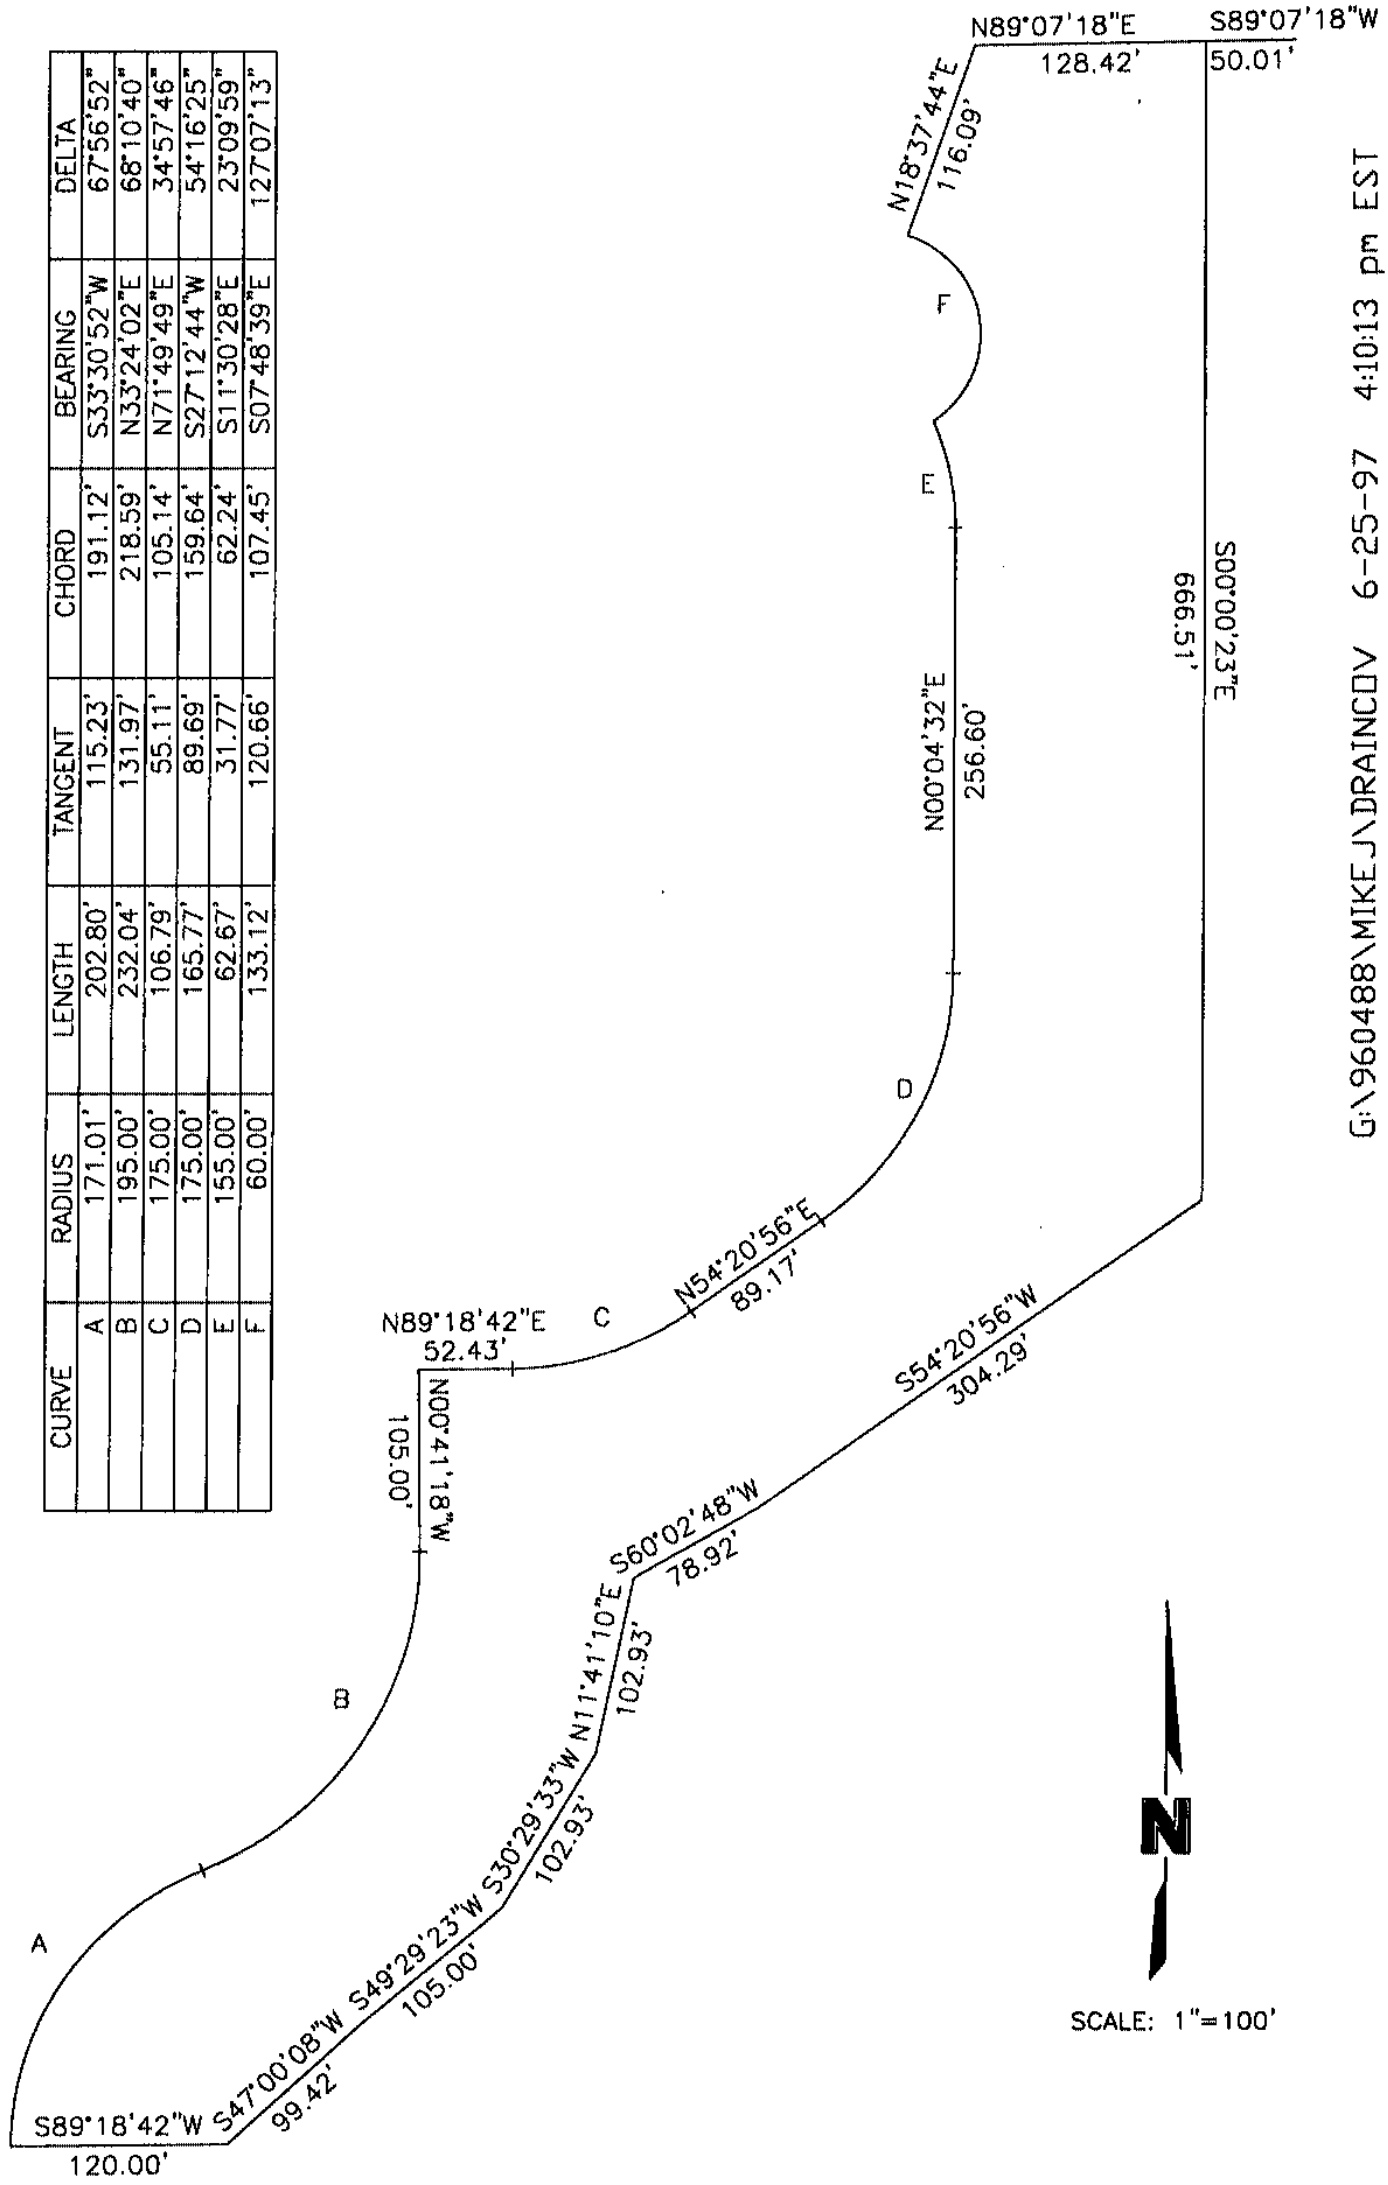 CURVE RADIUS LENGTH TANGENT CHORD BEARING DELTA
A 171.01' 202.80' 115.23' 191.12' S33°30'52"W 67°56'52"
B 195.00' 232.04' 131.97' 218.59' N33°24'02"E 68°10'40"
C 175.00' 106.79' 55.11' 105.14' N71°49'49"E 34°57'46"
D 175.00' 165.77' 89.69' 159.64' S27°12'44"W 54°16'25"
E 155.00' 62.67' 31.77' 62.24' S11°30'28"E 23°09'59"
F 60.00' 133.12' 120.66' 107.45' S07°48'39"E 127°07'13"
N89°07'18"E
128.42'
S89°07'18"W
50.01'
N18°37'44"E
116.09'
F
E
S00°00'23"E
666.51'
N00°04'32"E
256.60'
D
N54°20'56"E
89.17'
C
N89°18'42"E
52.43'
N00°41'18"W
105.00'
S54°20'56"W
304.29'
S60°02'48"W
78.92'
N11°41'10"E
102.93'
B
S30°29'33"W
102.93'
S49°29'23"W
105.00'
A
S47°00'08"W
99.42'
S89°18'42"W
120.00'
N
SCALE: 1"=100'
G:\960488\MIKEJ\DRAINCOV 6-25-97 4:10:13 pm EST